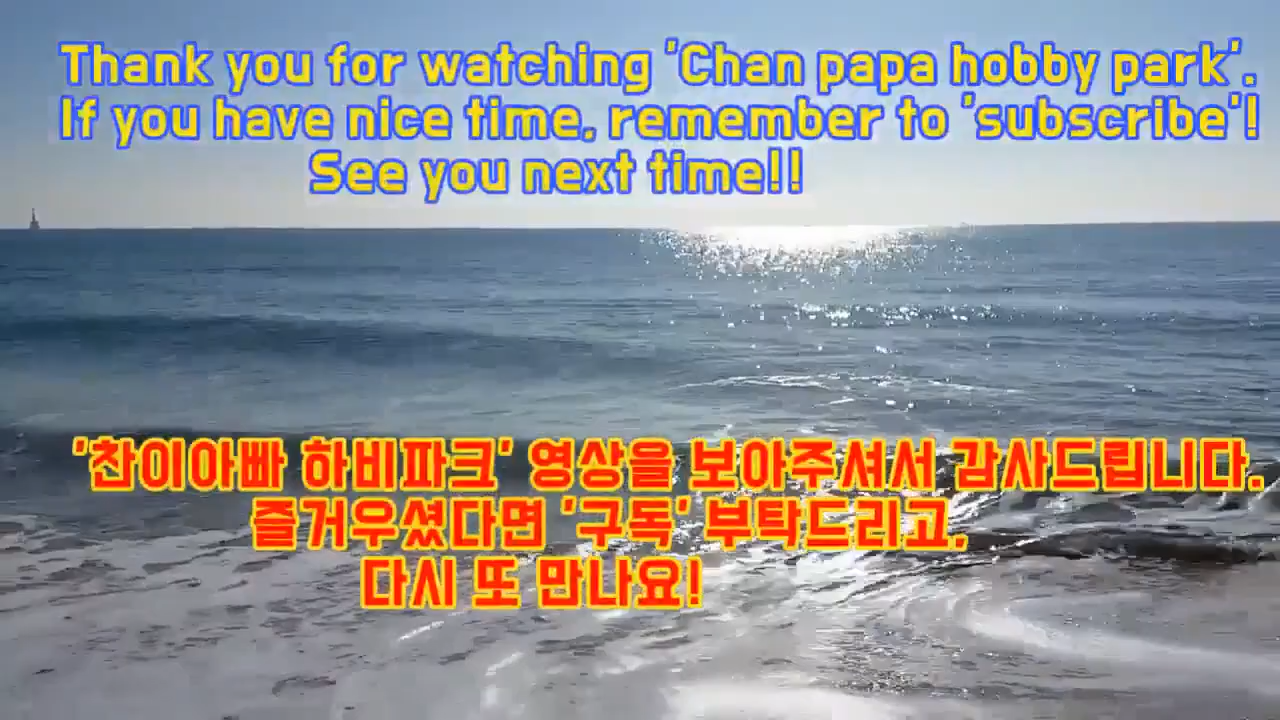 Thank you for watching 'Chan papa hobby park'.
If you have nice time, remember to 'subscribe'!
See you next time!!
'찬이아빠 하비파크' 영상을 보아주셔서 감사드립니다.
즐거우셨다면 '구독' 부탁드리고,
다시 또 만나요!